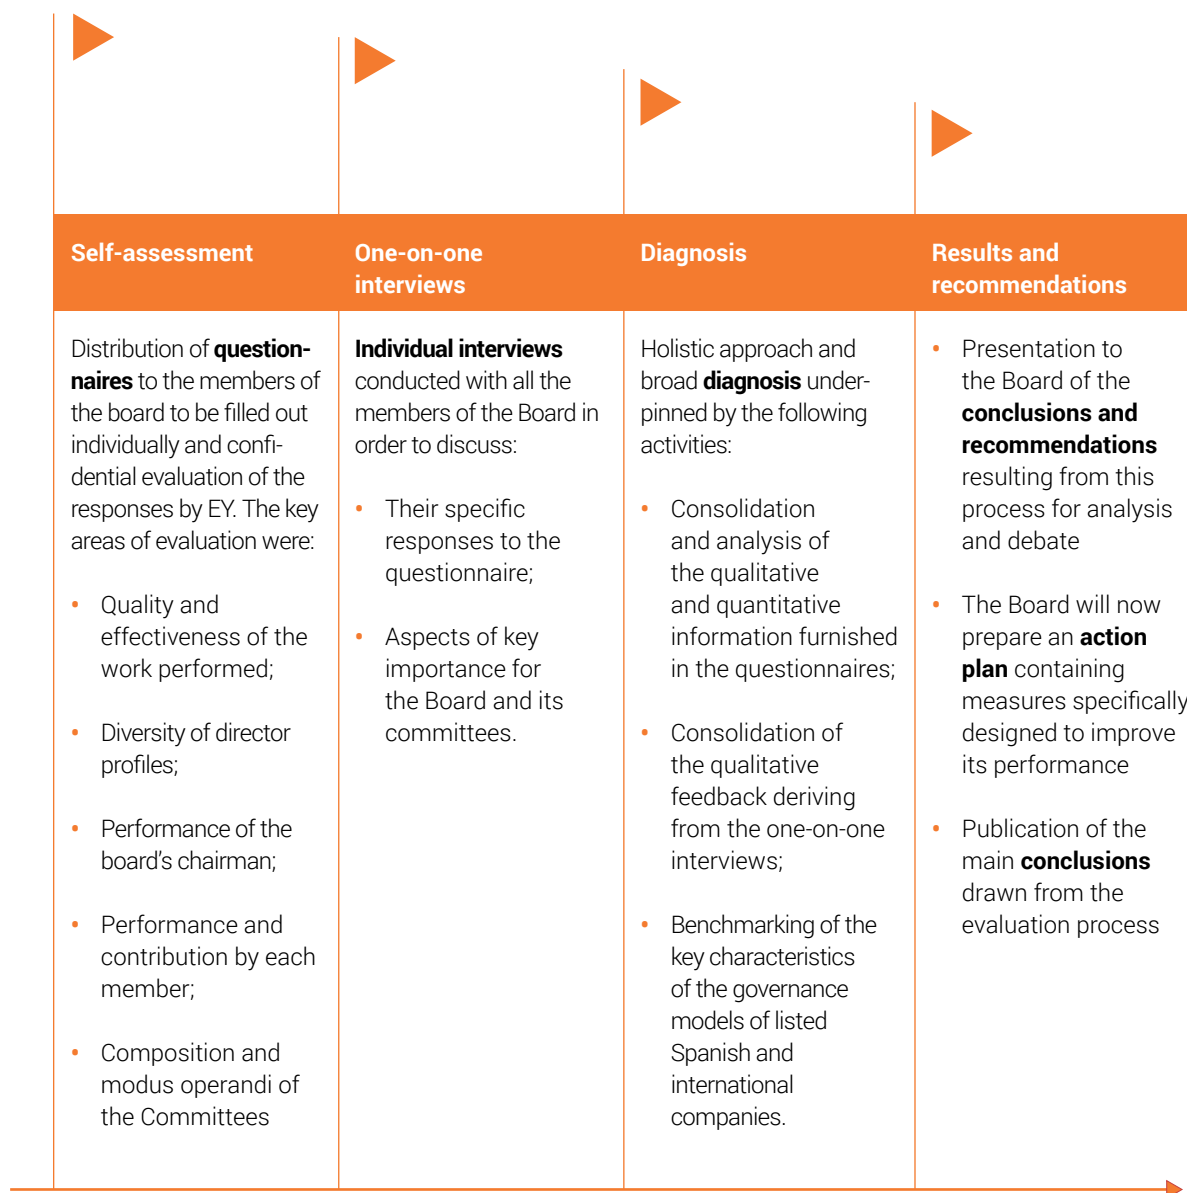 Self-assessment
Distribution of question-
naires to the members of
the board to be filled out
individually and confi-
dential evaluation of the
responses by EY. The key
areas of evaluation were:
• Quality and
effectiveness of the
work performed;
• Diversity of director
profiles;
• Performance of the
board’s chairman;
• Performance and
contribution by each
member;
• Composition and
modus operandi of
the Committees
One-on-one
interviews
Individual interviews
conducted with all the
members of the Board in
order to discuss:
• Their specific
responses to the
questionnaire;
• Aspects of key
importance for
the Board and its
committees.
Diagnosis
Holistic approach and
broad diagnosis under-
pinned by the following
activities:
• Consolidation
and analysis of
the qualitative
and quantitative
information furnished
in the questionnaires;
• Consolidation of
the qualitative
feedback deriving
from the one-on-one
interviews;
• Benchmarking of the
key characteristics
of the governance
models of listed
Spanish and
international
companies.
Results and
recommendations
• Presentation to
the Board of the
conclusions and
recommendations
resulting from this
process for analysis
and debate
• The Board will now
prepare an action
plan containing
measures specifically
designed to improve
its performance
• Publication of the
main conclusions
drawn from the
evaluation process